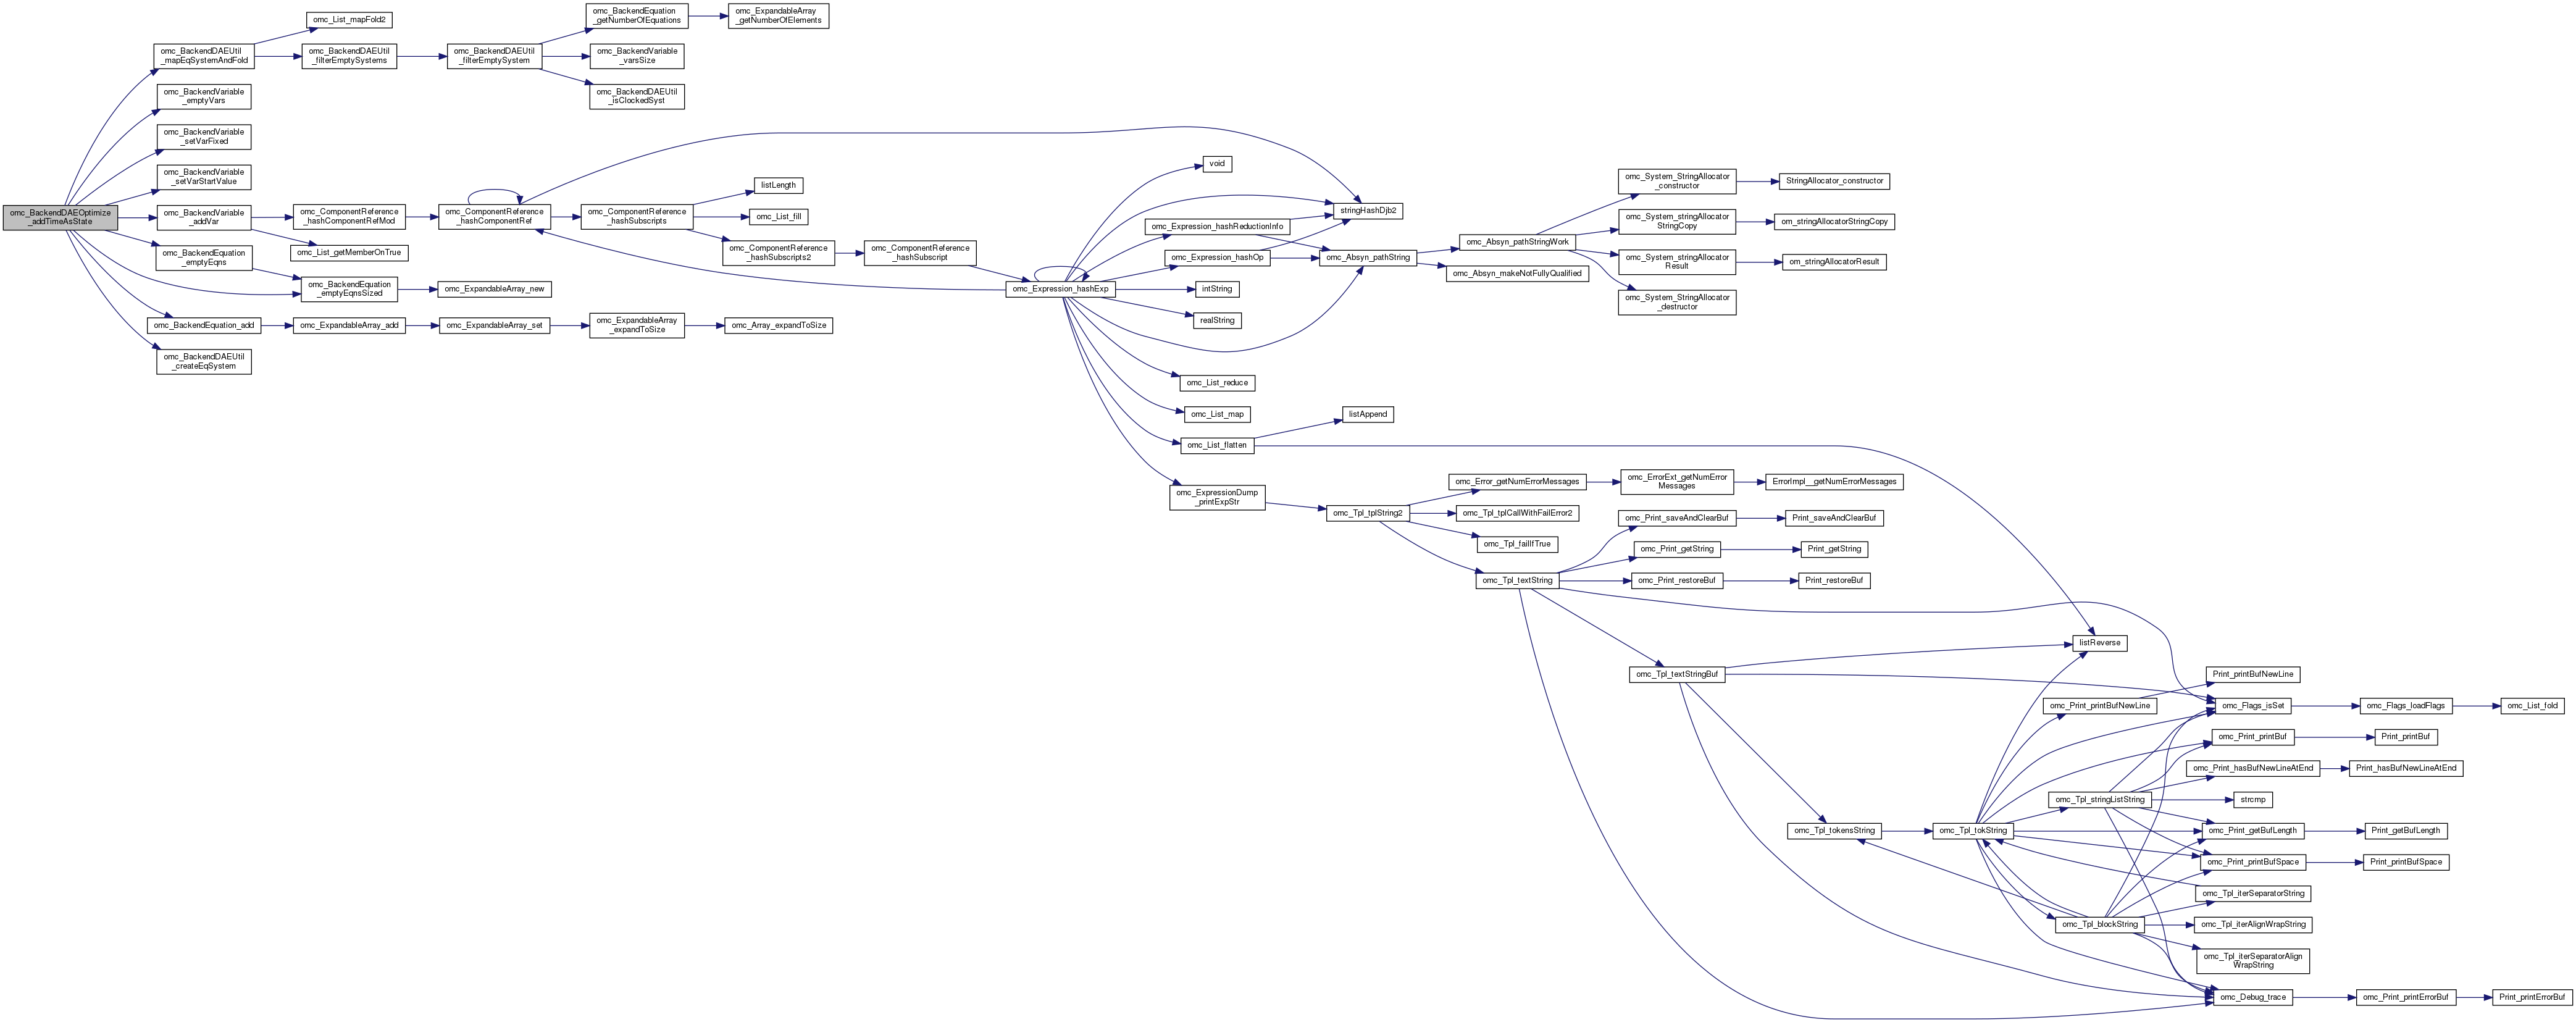 omc_BackendDAEOptimize
_addTimeAsState
omc_BackendDAEUtil
_mapEqSystemAndFold
omc_List_mapFold2
omc_BackendDAEUtil
_filterEmptySystems
omc_BackendDAEUtil
_filterEmptySystem
omc_BackendEquation
_getNumberOfEquations
omc_ExpandableArray
_getNumberOfElements
omc_BackendVariable
_varsSize
omc_BackendDAEUtil
_isClockedSyst
omc_BackendVariable
_emptyVars
omc_BackendVariable
_setVarFixed
omc_BackendVariable
_setVarStartValue
omc_BackendVariable
_addVar
omc_ComponentReference
_hashComponentRefMod
omc_List_getMemberOnTrue
omc_ComponentReference
_hashComponentRef
omc_ComponentReference
_hashSubscripts
listLength
omc_List_fill
omc_ComponentReference
_hashSubscripts2
omc_ComponentReference
_hashSubscript
omc_BackendEquation
_emptyEqns
omc_BackendEquation
_emptyEqnsSized
omc_ExpandableArray_new
omc_BackendEquation_add
omc_ExpandableArray_add
omc_ExpandableArray_set
omc_ExpandableArray
_expandToSize
omc_Array_expandToSize
omc_BackendDAEUtil
_createEqSystem
omc_Expression_hashExp
void
stringHashDjb2
omc_Expression_hashReductionInfo
omc_Expression_hashOp
omc_Absyn_pathString
omc_Absyn_pathStringWork
omc_Absyn_makeNotFullyQualified
omc_System_StringAllocator
_constructor
StringAllocator_constructor
omc_System_stringAllocator
StringCopy
om_stringAllocatorStringCopy
omc_System_stringAllocator
Result
om_stringAllocatorResult
omc_System_StringAllocator
_destructor
intString
realString
omc_List_reduce
omc_List_map
omc_List_flatten
listAppend
omc_ExpressionDump
_printExpStr
omc_Tpl_tplString2
omc_Error_getNumErrorMessages
omc_ErrorExt_getNumError
Messages
ErrorImpl__getNumErrorMessages
omc_Tpl_tplCallWithFailError2
omc_Tpl_failIfTrue
omc_Tpl_textString
omc_Print_saveAndClearBuf
Print_saveAndClearBuf
omc_Print_getString
Print_getString
omc_Print_restoreBuf
Print_restoreBuf
listReverse
omc_Tpl_textStringBuf
Print_printBufNewLine
omc_Print_printBufNewLine
omc_Flags_isSet
omc_Flags_loadFlags
omc_List_fold
omc_Print_printBuf
Print_printBuf
omc_Print_hasBufNewLineAtEnd
Print_hasBufNewLineAtEnd
omc_Tpl_stringListString
strcmp
omc_Tpl_tokensString
omc_Tpl_tokString
omc_Print_getBufLength
Print_getBufLength
omc_Print_printBufSpace
Print_printBufSpace
omc_Tpl_iterSeparatorString
omc_Tpl_blockString
omc_Tpl_iterAlignWrapString
omc_Tpl_iterSeparatorAlign
WrapString
omc_Debug_trace
omc_Print_printErrorBuf
Print_printErrorBuf